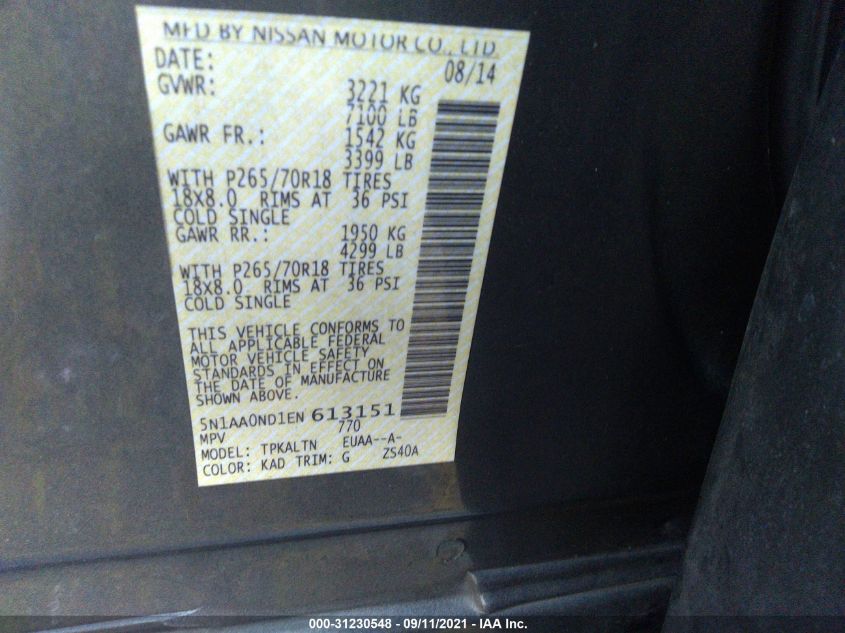 MFD BY NISSAN MOTOR CO., LTD.
DATE: 08/14
GVWR: 3221 KG
7100 LB
GAWR FR.: 1542 KG
3399 LB
WITH P265/70R18 TIRES
18X8.0 RIMS AT 36 PSI
COLD SINGLE
GAWR RR.: 1950 KG
4299 LB
WITH P265/70R18 TIRES
18X8.0 RIMS AT 36 PSI
COLD SINGLE
THIS VEHICLE CONFORMS TO
ALL APPLICABLE FEDERAL
MOTOR VEHICLE SAFETY
STANDARDS IN EFFECT ON
THE DATE OF MANUFACTURE
SHOWN ABOVE.
5N1AA0ND1EN 613151
MPV 770
MODEL: TPKALTN EUAA--A-
COLOR: KAD TRIM: G ZS40A
000-31230548 - 09/11/2021 - IAA Inc.